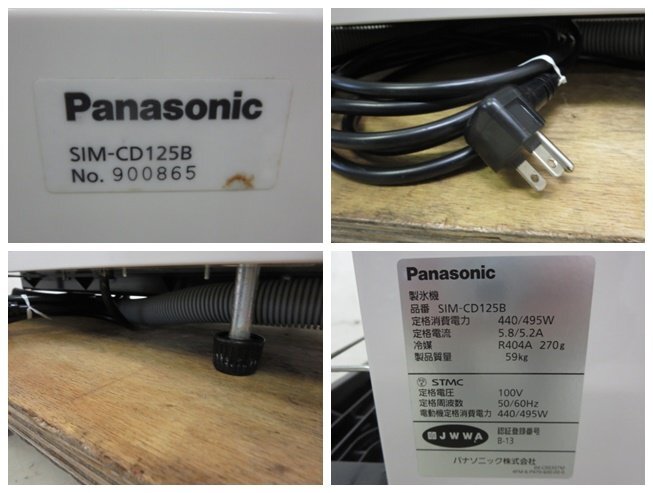 Panasonic
SIM-CD125B
No. 900865
Panasonic
製氷機
品番 SIM-CD125B
定格消費電力 440/495W
定格電流 5.8/5.2A
冷媒 R404A 270g
製品質量 59kg
STMC
定格電圧 100V
定格周波数 50/60Hz
電動機定格消費電力 440/495W
JWWA 認証登録番号
B-13
パナソニック株式会社